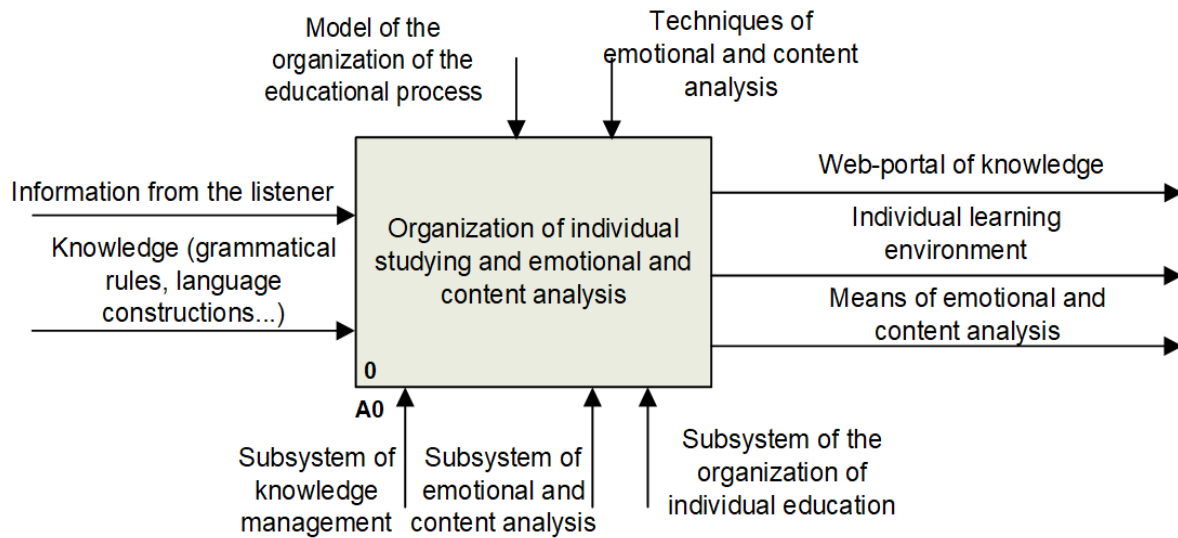 Model of the
organization of the
educational process
Techniques of
emotional and content
analysis
Information from the listener
Knowledge (grammatical
rules, language
constructions...)
Organization of individual
studying and emotional and
content analysis
0
A0
Web-portal of knowledge
Individual learning
environment
Means of emotional and
content analysis
Subsystem of
knowledge
management
Subsystem of
emotional and
content analysis
Subsystem of the
organization of
individual education